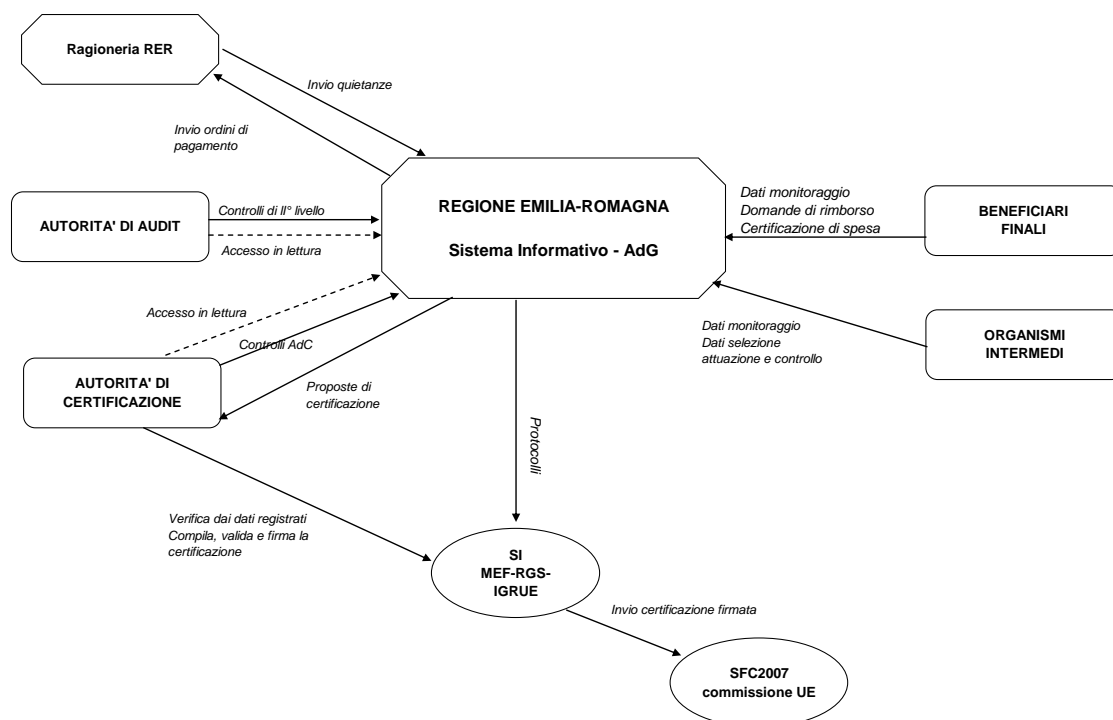 Ragioneria RER
Invio quietanze
Invio ordini di
pagamento
AUTORITA' DI AUDIT
Controlli di II° livello
Accesso in lettura
REGIONE EMILIA-ROMAGNA
Sistema Informativo - AdG
Dati monitoraggio
Domande di rimborso
Certificazione di spesa
BENEFICIARI
FINALI
Accesso in lettura
Controlli AdC
Dati monitoraggio
Dati selezione
attuazione e controllo
ORGANISMI
INTERMEDI
AUTORITA' DI
CERTIFICAZIONE
Proposte di
certificazione
Protocolli
Verifica dai dati registrati
Compila, valida e firma la
certificazione
SI
MEF-RGS-
IGRUE
Invio certificazione firmata
SFC2007
commissione UE